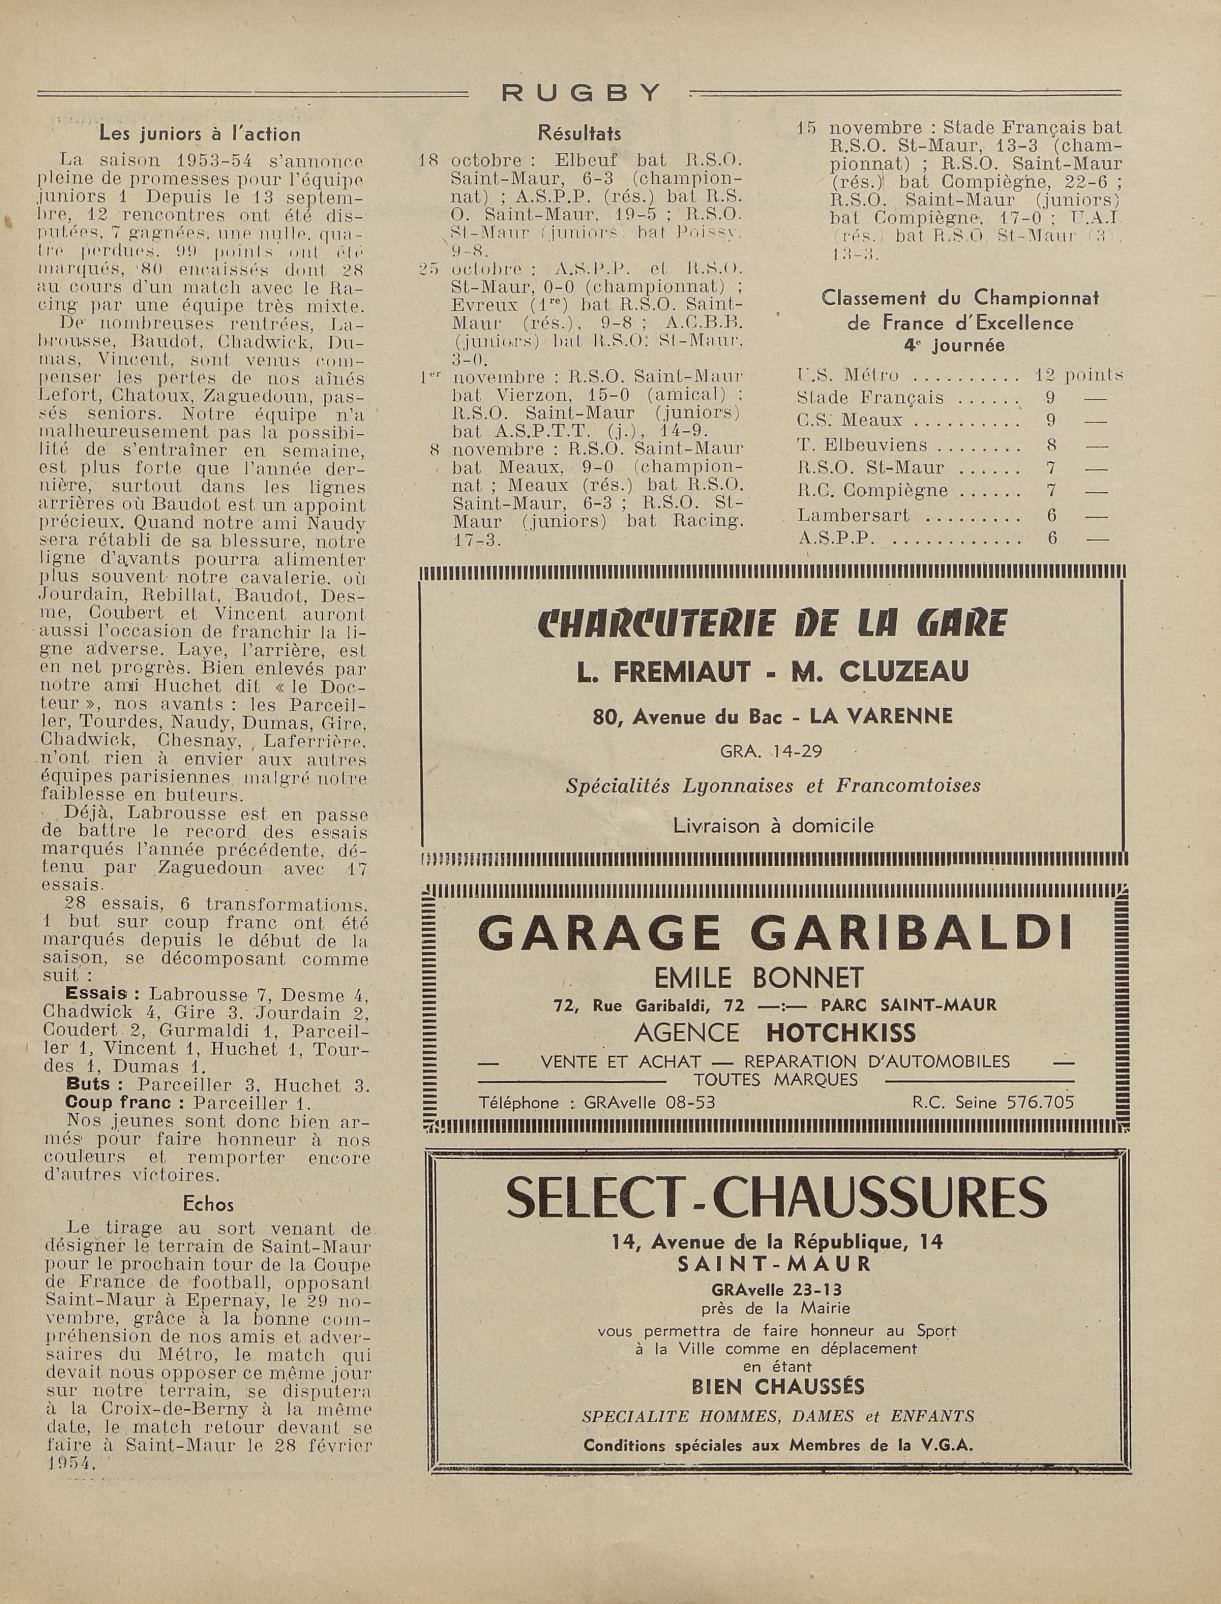 RUGBY
Les juniors à l'action
La saison 1953-54 s'annonce
pleine de promesses pour l'équipe
juniors 1 Depuis le 13 septem-
bre, 12 rencontres ont été dis-
putées, 7 gagnées, une nulle, qua-
tre perdues. 99 points ont été
marqués, 80 encaissés dont 28
au cours d'un match avec le Ra-
cing par une équipe très mixte.
De nombreuses rentrées, La-
brousse, Baudot, Chadwick, Du-
mas, Vincent, sont venus com-
penser les pertes de nos aînés
Lefort, Chatoux, Zaguedoun, pas-
sés seniors. Notre équipe n'a
malheureusement pas la possibi-
lité de s'entraîner en semaine,
est plus forte que l'année der-
nière, surtout dans les lignes
arrières où Baudot est un appoint
précieux. Quand notre ami Naudy
sera rétabli de sa blessure, notre
ligne d'avants pourra alimenter
plus souvent notre cavalerie, où
Jourdain, Rebillat, Baudot, Des-
me, Coubert et Vincent auront
aussi l'occasion de franchir la li-
gne adverse. Laye, l'arrière, est
en net progrès. Bien enlevés par
notre ami Huchet dit « le Doc-
teur », nos avants : les Parceil-
ler, Tourdes, Naudy, Dumas, Gire,
Chadwick, Chesnay, Laferrière,
n'ont rien à envier aux autres
équipes parisiennes malgré notre
faiblesse en buteurs.
Déjà, Labrousse est en passe
de battre le record des essais
marqués l'année précédente, dé-
tenu par Zaguedoun avec 17
essais.
28 essais, 6 transformations,
1 but sur coup franc ont été
marqués depuis le début de la
saison, se décomposant comme
suit :
Essais : Labrousse 7, Desme 4,
Chadwick 4, Gire 3, Jourdain 2,
Coudert 2, Gurmaldi 1, Parceil-
ler 1, Vincent 1, Huchet 1, Tour-
des 1, Dumas 1.
Buts : Parceiller 3, Huchet 3.
Coup franc : Parceiller 1.
Nos jeunes sont donc bien ar-
més pour faire honneur à nos
couleurs et remporter encore
d'autres victoires.
Echos
Le tirage au sort venant de
désigner le terrain de Saint-Maur
pour le prochain tour de la Coupe
de France de football, opposant
Saint-Maur à Epernay, le 29 no-
vembre, grâce à la bonne com-
préhension de nos amis et adver-
saires du Métro, le match qui
devait nous opposer ce même jour
sur notre terrain, se disputera
à la Croix-de-Berny à la même
date, le match retour devant se
faire à Saint-Maur le 28 février
1954.
Résultats
18 octobre : Elbeuf bat R.S.O.
Saint-Maur, 6-3 (champion-
nat) ; A.S.P.P. (rés.) bat R.S.
O. Saint-Maur, 19-5 ; R.S.O.
St-Maur (juniors bat Poissy,
9-8.
25 octobre : A.S.P.P. et R.S.O.
St-Maur, 0-0 (championnat) ;
Evreux (1re) bat R.S.O. Saint-
Maur (rés.), 9-8 ; A.C.B.B.
(juniors) bat R.S.O: St-Maur,
3-0.
1er novembre : R.S.O. Saint-Maur
bat Vierzon, 15-0 (amical) ;
R.S.O. Saint-Maur (juniors)
bat A.S.P.T.T. (j.), 14-9.
8 novembre : R.S.O. Saint-Maur
bat Meaux, 9-0 (champion-
nat ; Meaux (rés.) bat R.S.O.
Saint-Maur, 6-3 ; R.S.O. St-
Maur (juniors) bat Racing,
17-3.
15 novembre : Stade Français bat
R.S.O. St-Maur, 13-3 (cham-
pionnat) ; R.S.O. Saint-Maur
(rés.) bat Compiègne, 22-6 ;
R.S.O. Saint-Maur (juniors)
bat Compiègne, 17-0 ; U.A.I.
(rés.) bat R.S.O. St-Maur (3
13-3.
Classement du Championnat
de France d'Excellence
4e journée
U.S. Métro .......... 12 points
Stade Français ...... 9 —
C.S. Meaux .......... 9 —
T. Elbeuviens ........ 8 —
R.S.O. St-Maur ...... 7 —
R.C. Compiègne ...... 7 —
Lambersart ......... 6 —
A.S.P.P. ............ 6 —
CHARCUTERIE DE LA GARE
L. FREMIAUT - M. CLUZEAU
80, Avenue du Bac - LA VARENNE
GRA. 14-29
Spécialités Lyonnaises et Francomtoises
Livraison à domicile
GARAGE GARIBALDI
EMILE BONNET
72, Rue Garibaldi, 72 —:— PARC SAINT-MAUR
AGENCE HOTCHKISS
— VENTE ET ACHAT — REPARATION D'AUTOMOBILES —
TOUTES MARQUES
Téléphone : GRAvelle 08-53 R.C. Seine 576.705
SELECT-CHAUSSURES
14, Avenue de la République, 14
SAINT-MAUR
GRAvelle 23-13
près de la Mairie
vous permettra de faire honneur au Sport
à la Ville comme en déplacement
en étant
BIEN CHAUSSÉS
SPECIALITE HOMMES, DAMES et ENFANTS
Conditions spéciales aux Membres de la V.G.A.